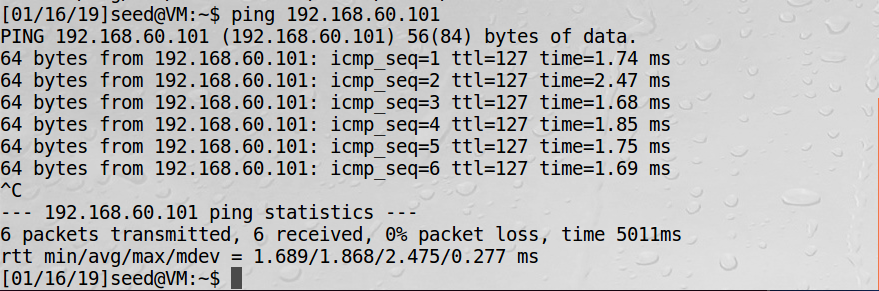 [01/16/19]seed@VM:~$ ping 192.168.60.101
PING 192.168.60.101 (192.168.60.101) 56(84) bytes of data.
64 bytes from 192.168.60.101: icmp_seq=1 ttl=127 time=1.74 ms
64 bytes from 192.168.60.101: icmp_seq=2 ttl=127 time=2.47 ms
64 bytes from 192.168.60.101: icmp_seq=3 ttl=127 time=1.68 ms
64 bytes from 192.168.60.101: icmp_seq=4 ttl=127 time=1.85 ms
64 bytes from 192.168.60.101: icmp_seq=5 ttl=127 time=1.75 ms
64 bytes from 192.168.60.101: icmp_seq=6 ttl=127 time=1.69 ms
^C
--- 192.168.60.101 ping statistics ---
6 packets transmitted, 6 received, 0% packet loss, time 5011ms
rtt min/avg/max/mdev = 1.689/1.868/2.475/0.277 ms
[01/16/19]seed@VM:~$